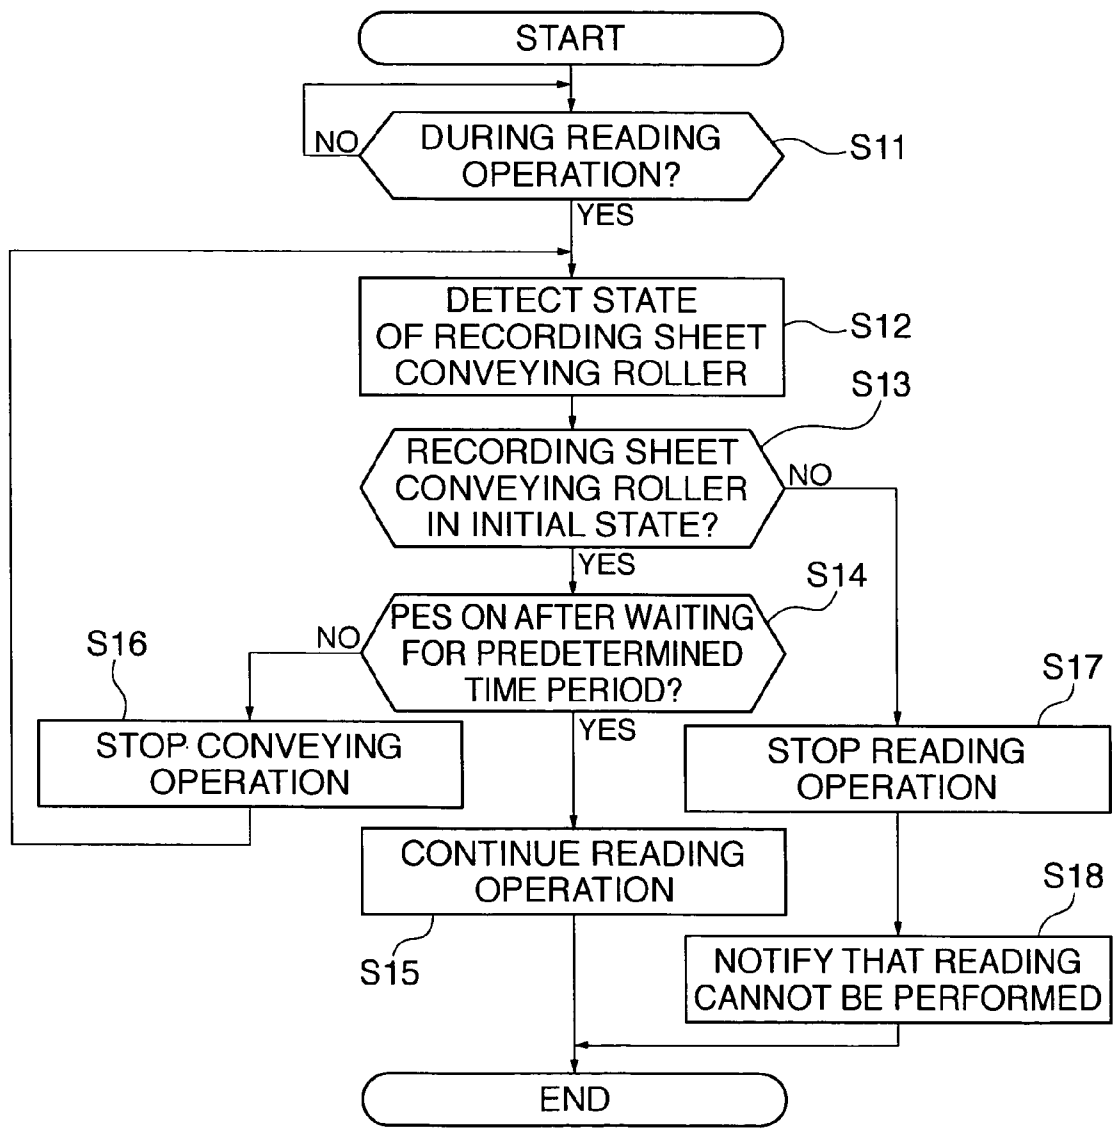 START
NO
DURING READING
OPERATION?
S11
YES
DETECT STATE
OF RECORDING SHEET
CONVEYING ROLLER
S12
S13
RECORDING SHEET
CONVEYING ROLLER
IN INITIAL STATE?
NO
YES
S14
PES ON AFTER WAITING
FOR PREDETERMINED
TIME PERIOD?
NO
S16
YES
S17
STOP CONVEYING
OPERATION
STOP READING
OPERATION
CONTINUE READING
OPERATION
S15
S18
NOTIFY THAT READING
CANNOT BE PERFORMED
END